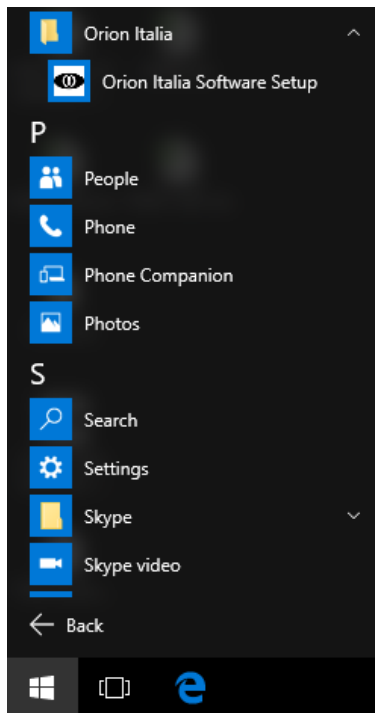 Orion Italia
Orion Italia Software Setup
P
People
Phone
Phone Companion
Photos
S
Search
Settings
Skype
Skype video
Back